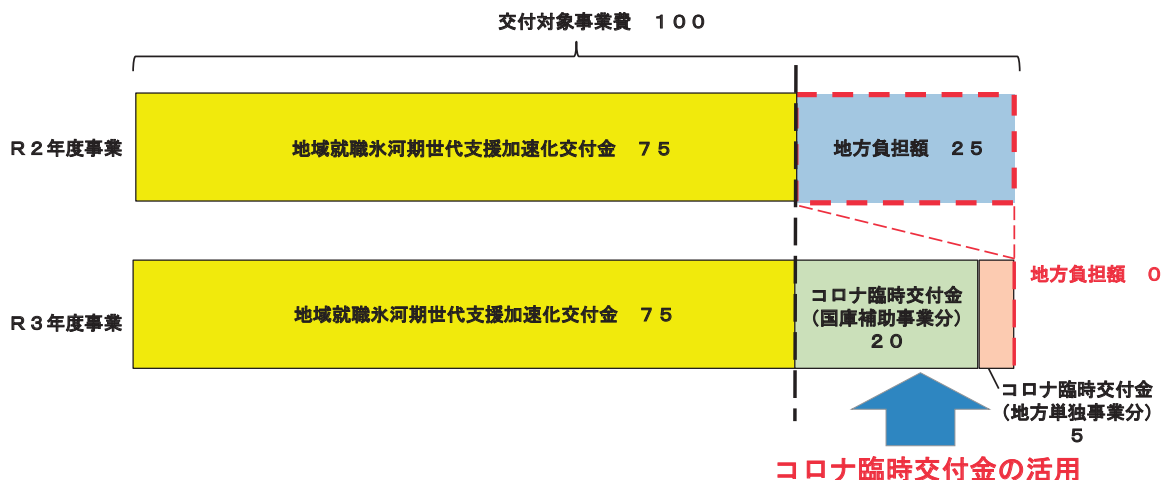 交付対象事業費　１００
Ｒ２年度事業
地域就職氷河期世代支援加速化交付金　７５
地方負担額　２５
地方負担額　０
Ｒ３年度事業
地域就職氷河期世代支援加速化交付金　７５
コロナ臨時交付金
（国庫補助事業分）
２０
コロナ臨時交付金
（地方単独事業分）
５
コロナ臨時交付金の活用